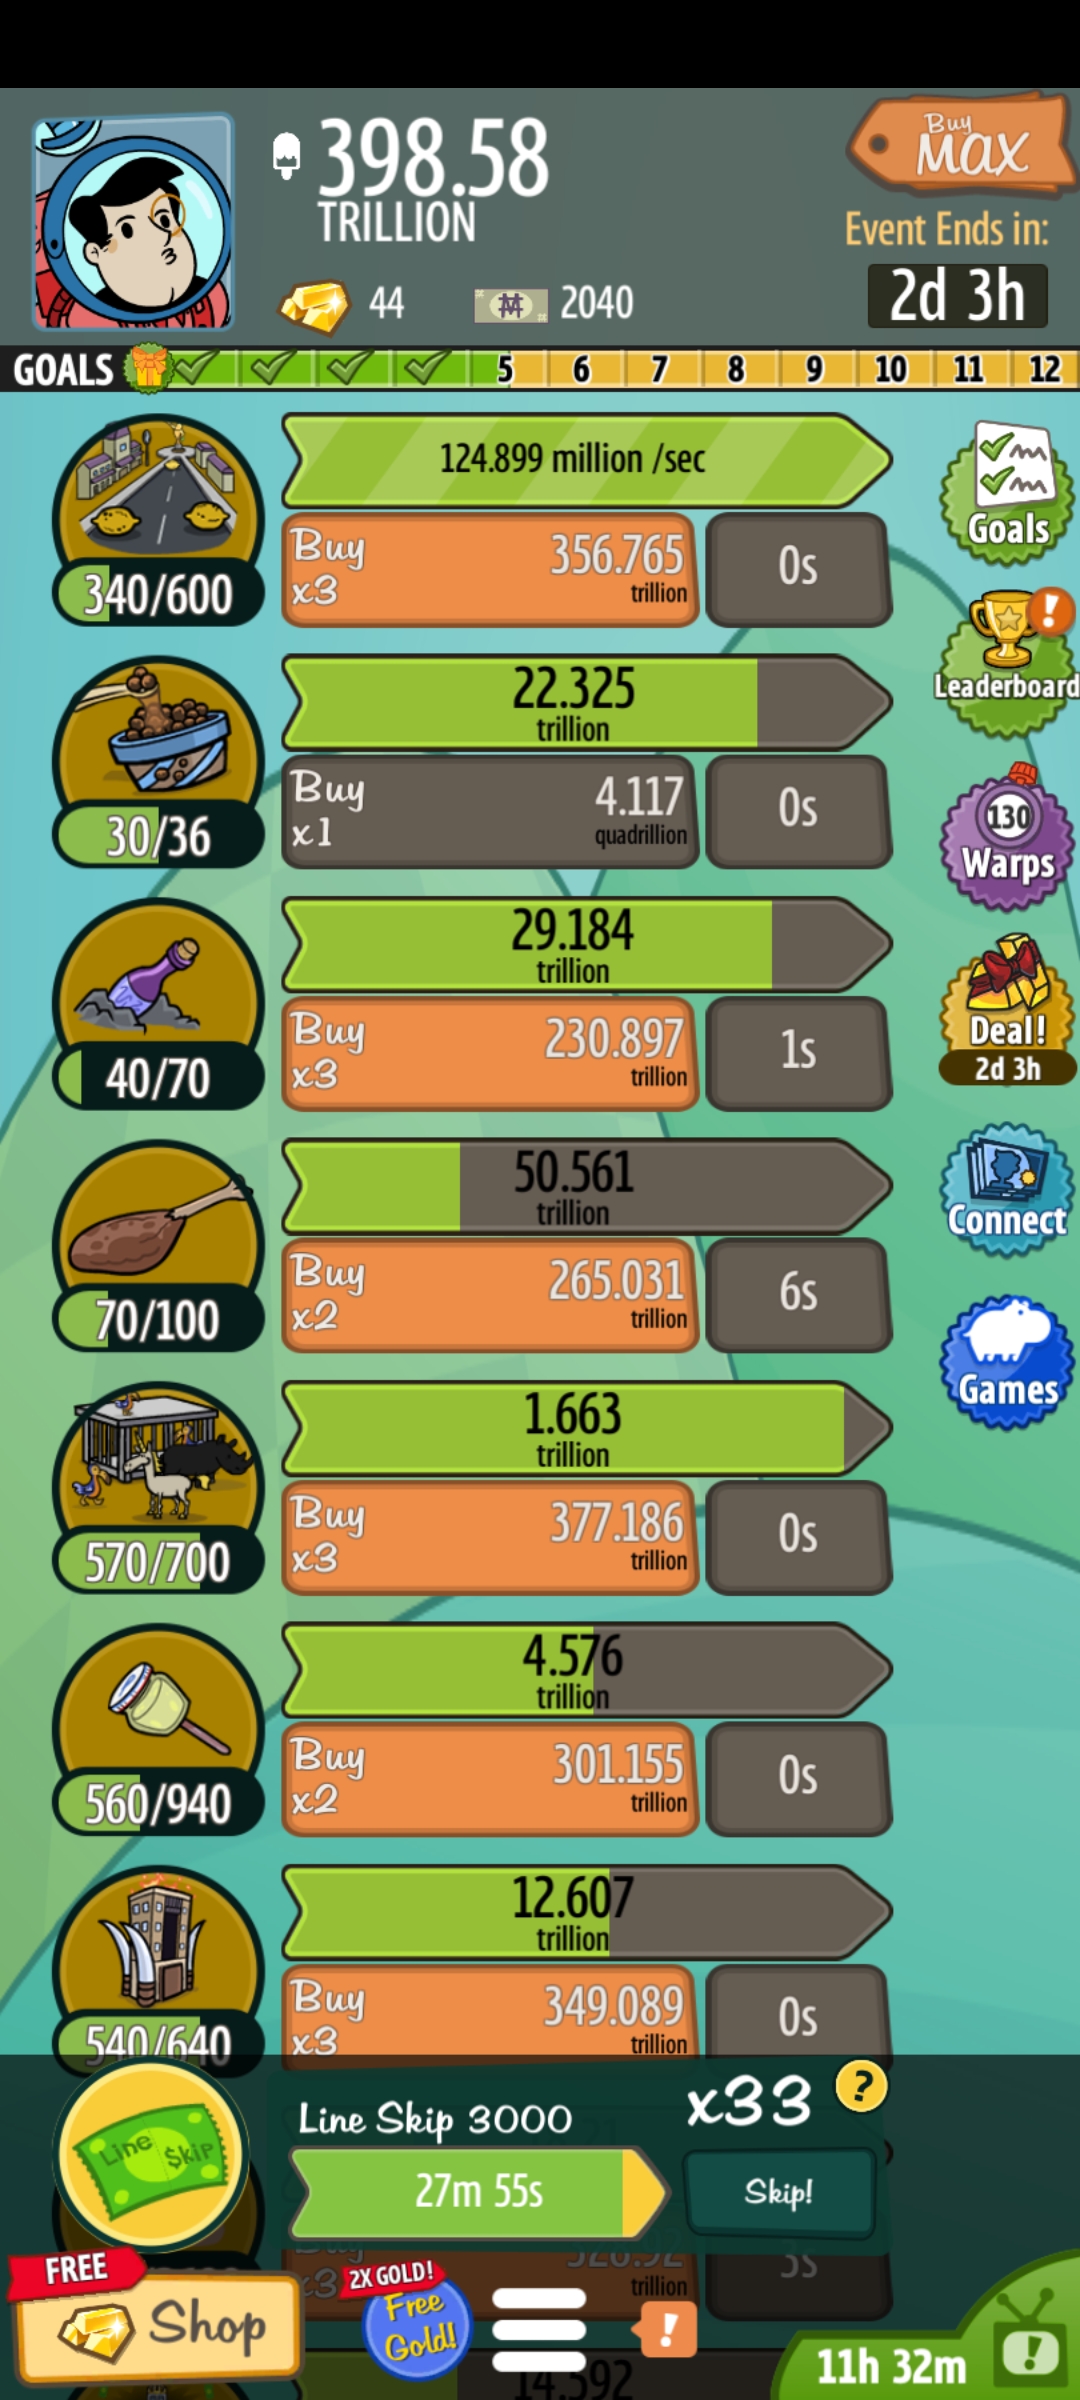 398.58
TRILLION
Buy
MAX
Event Ends in:
2d 3h
44
2040
GOALS
5 6 7 8 9 10 11 12
124.899 million /sec
Buy
x3
356.765
trillion
0s
340/600
Goals
22.325
trillion
Buy
x1
4.117
quadrillion
0s
30/36
!
Leaderboard
29.184
trillion
Buy
x3
230.897
trillion
1s
40/70
130
Warps
50.561
trillion
Buy
x2
265.031
trillion
6s
70/100
Deal!
2d 3h
1.663
trillion
Buy
x3
377.186
trillion
0s
570/700
Connect
4.576
trillion
Buy
x2
301.155
trillion
0s
560/940
Games
12.607
trillion
Buy
x3
349.089
trillion
0s
540/640
Line Skip
Line Skip 3000
x33
?
27m 55s
Skip!
Buy
x3
trillion
3s
FREE
Shop
2X GOLD!
Free
Gold!
!
11h 32m
!
14.592